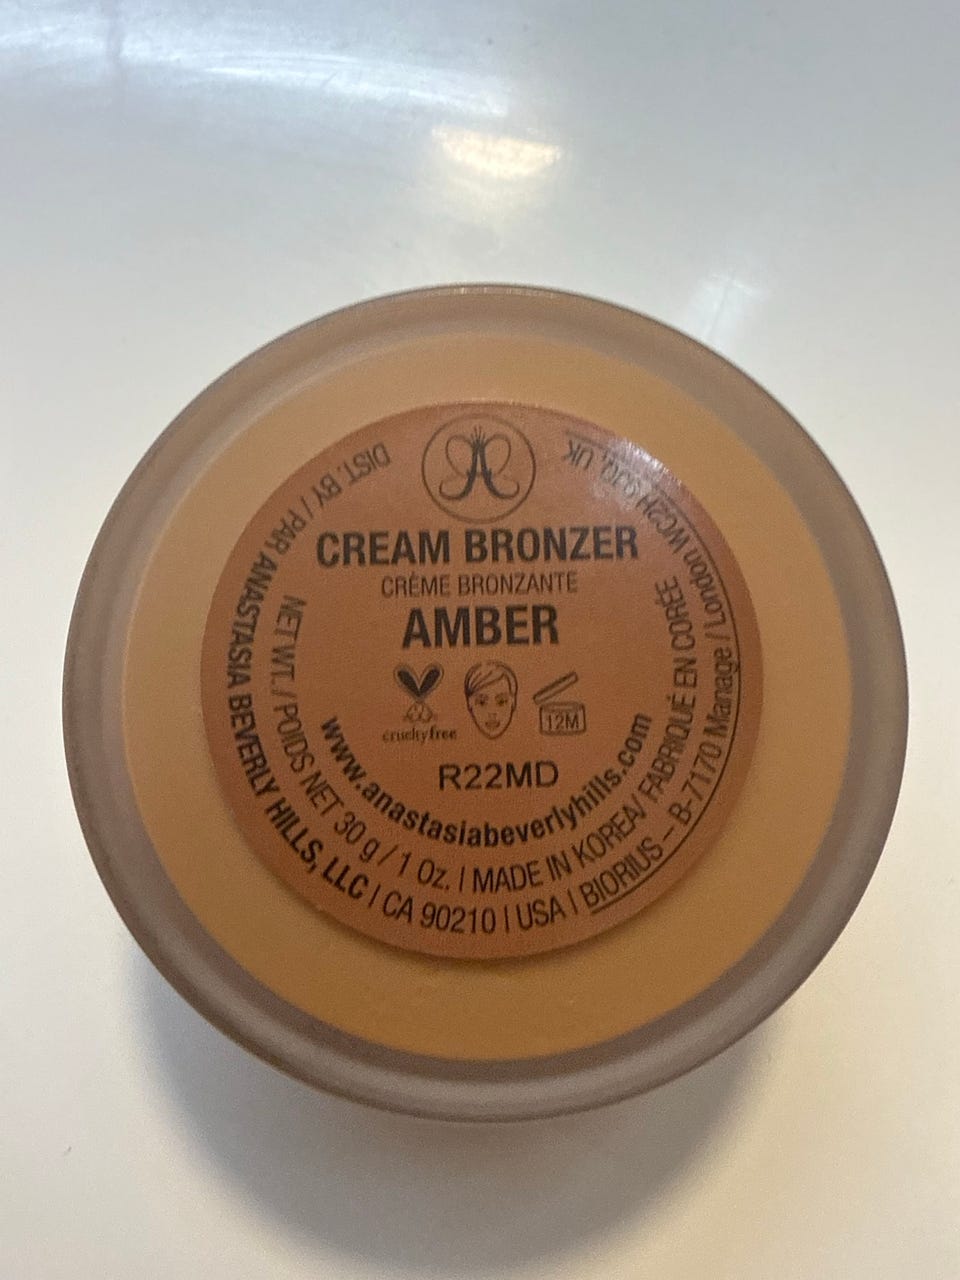 CREAM BRONZER
CRÈME BRONZANTE
AMBER
crueltyfree
12M
R22MD
www.anastasiabeverlyhills.com
NET WT. / POIDS NET 30 g / 1 Oz. | MADE IN KOREA/ FABRIQUÉ EN CORÉE
DIST. BY / PAR ANASTASIA BEVERLY HILLS, LLC | CA 90210 | USA | BIORIUS – B-7170 Manage / London WC2H 9JQ, UK